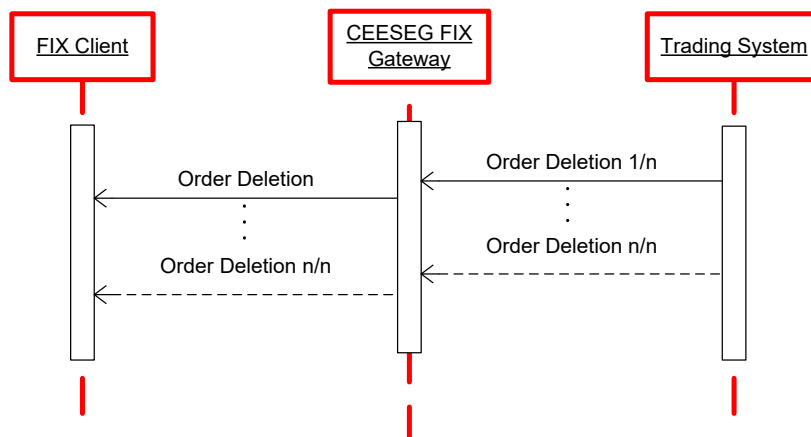 FIX Client
CEESEG FIX
Gateway
Trading System
Order Deletion 1/n
Order Deletion
Order Deletion n/n
Order Deletion n/n